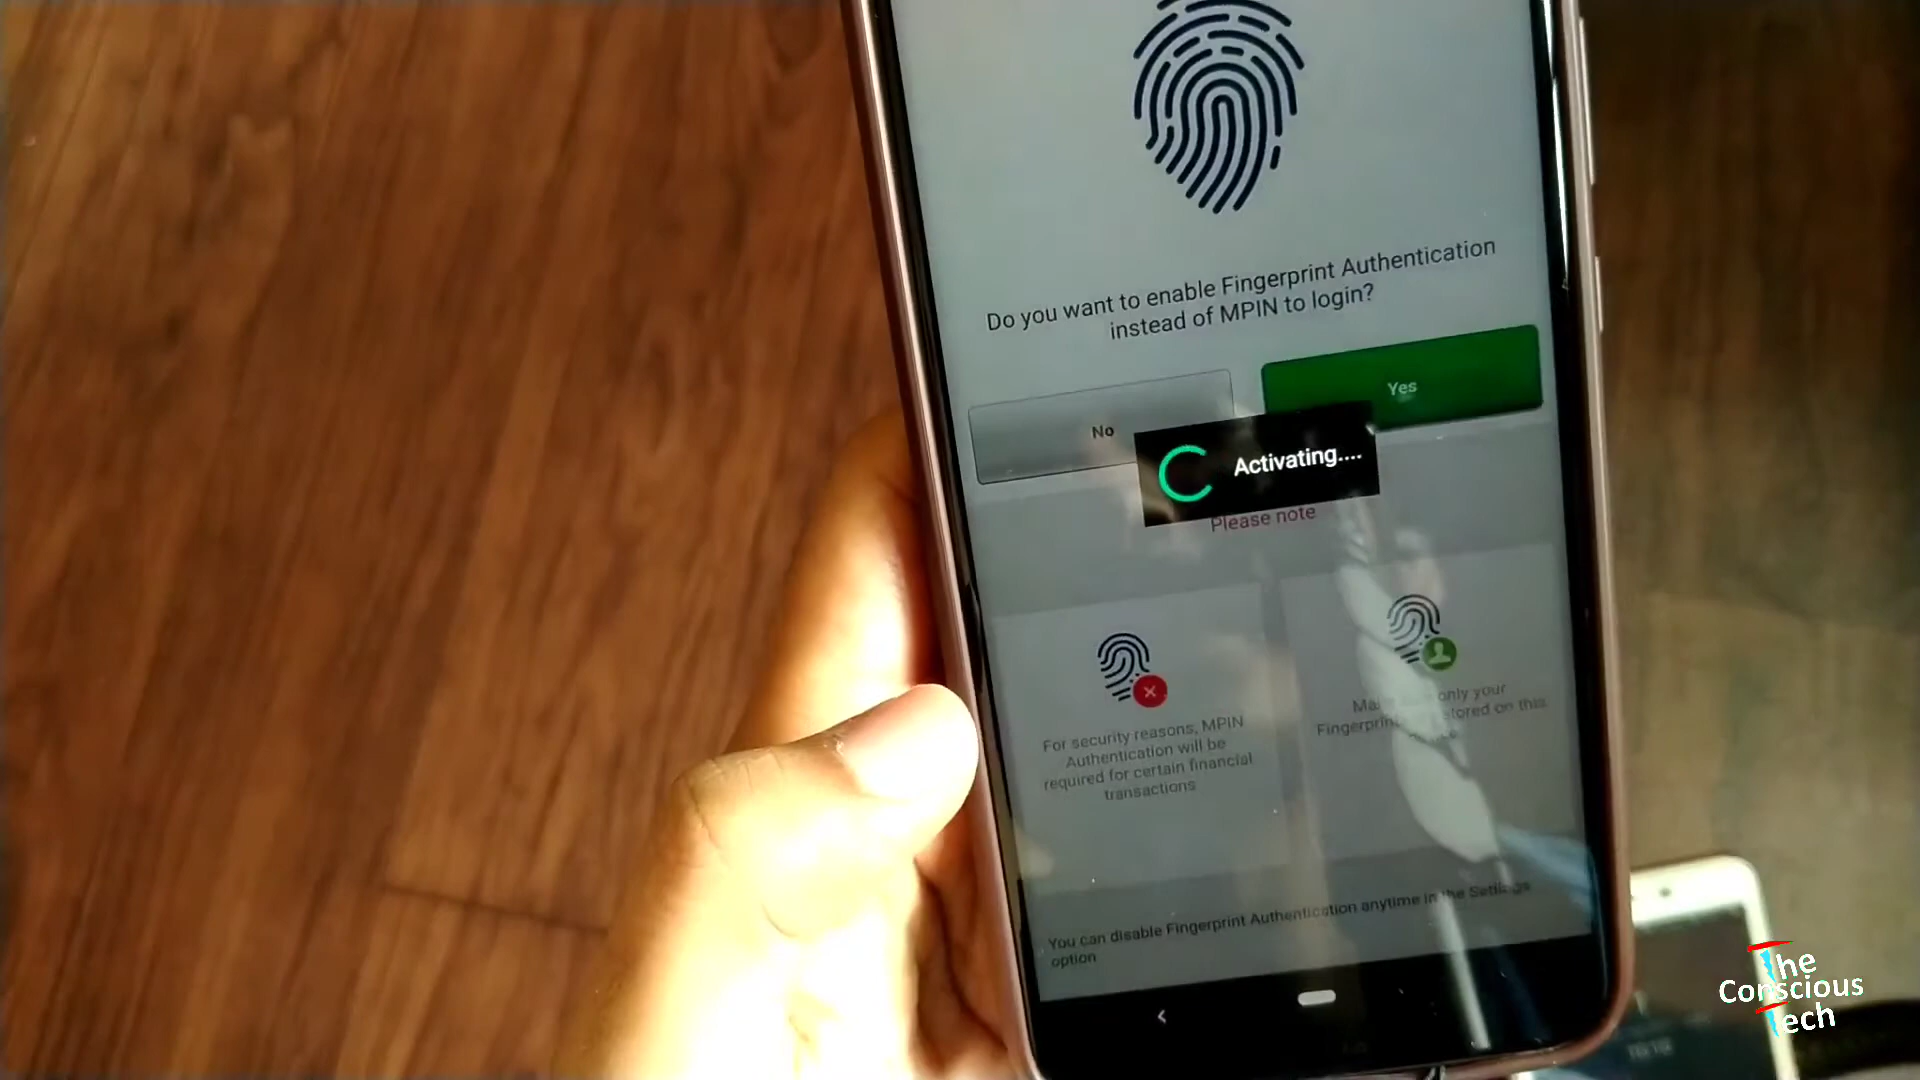 Do you want to enable Fingerprint Authentication
instead of MPIN to login?
No
Yes
Activating....
Please note
For security reasons, MPIN
Authentication will be
required for certain financial
transactions
only your
Fingerprint stored on this
You can disable Fingerprint Authentication anytime in the Settings
option
The
Conscious
Tech